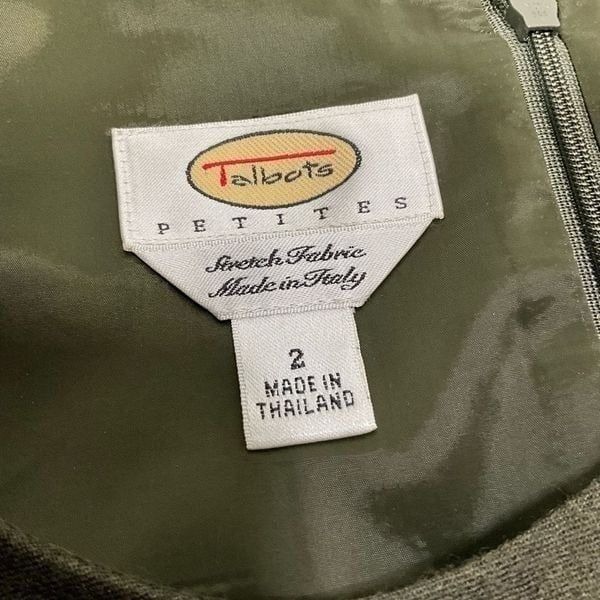 Talbots
PETITES
Stretch Fabric
Made in Italy
2
MADE IN
THAILAND